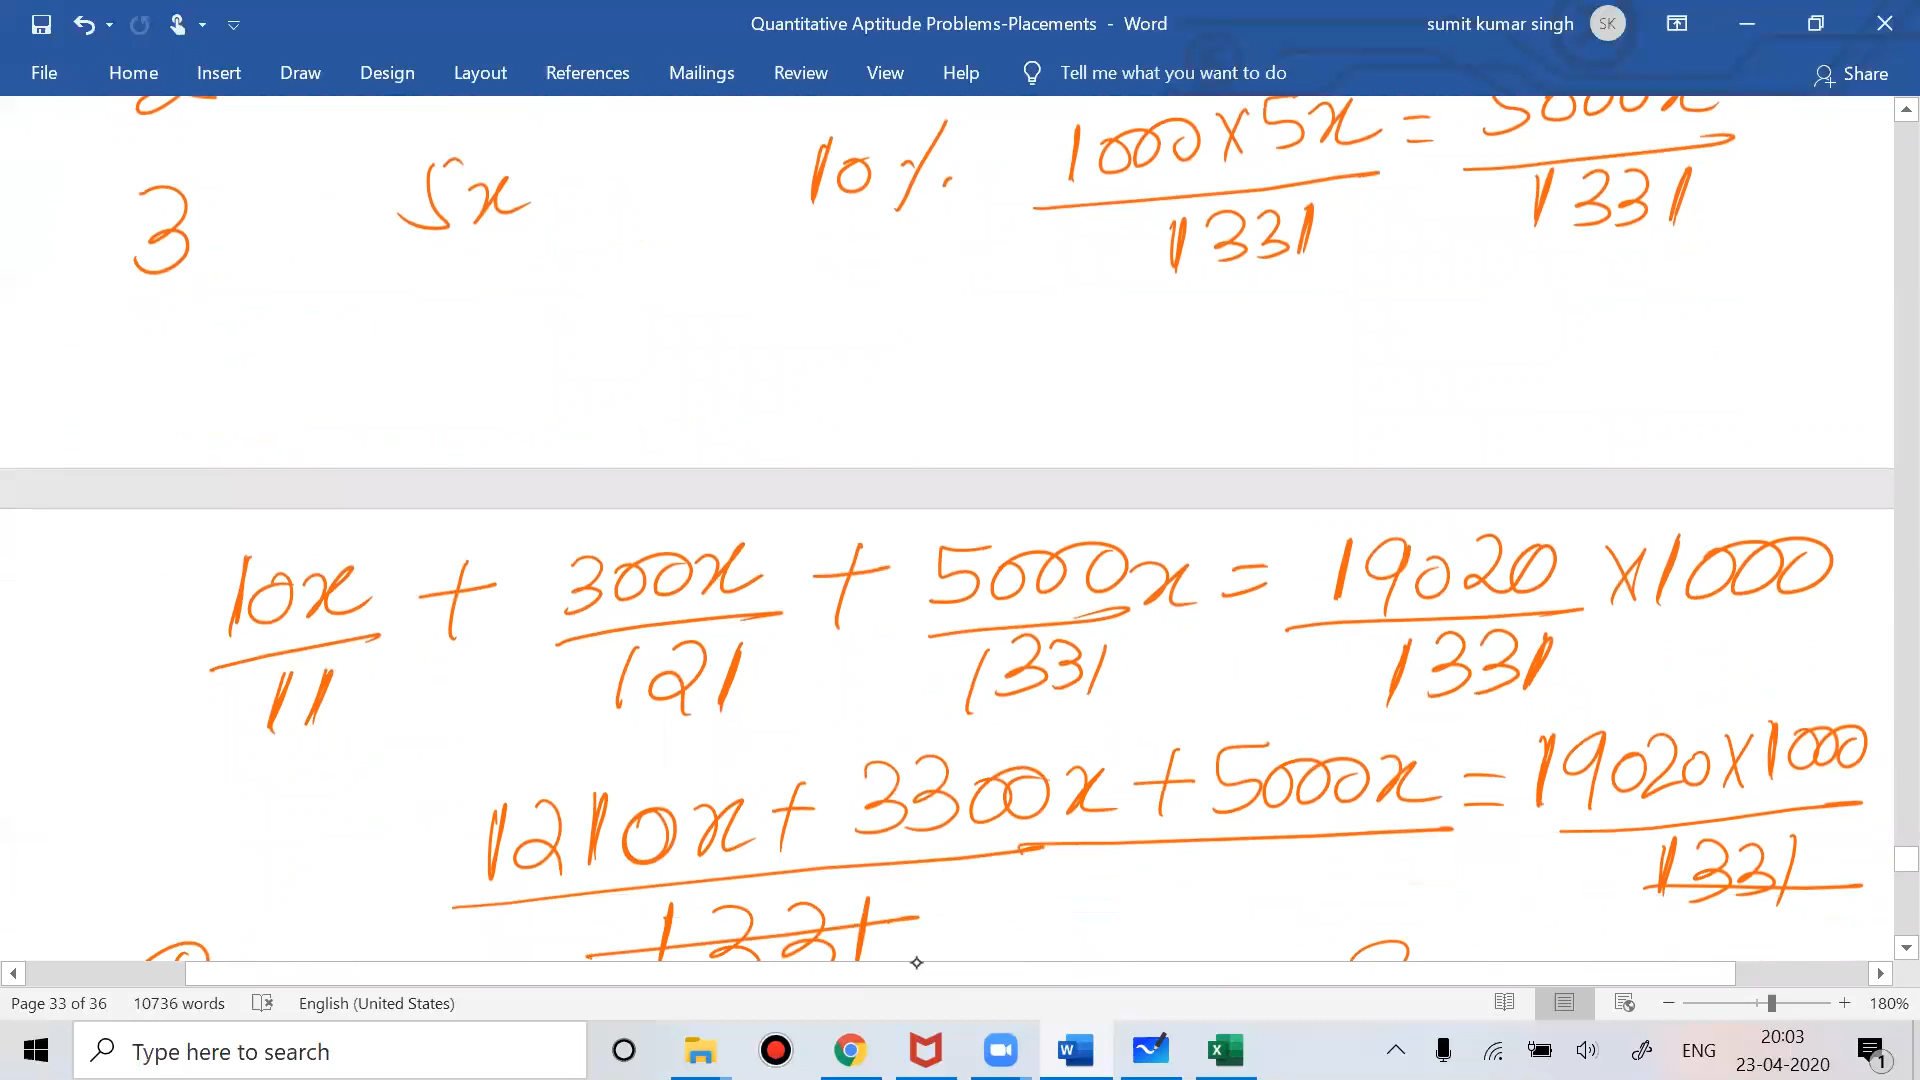 Quantitative Aptitude Problems-Placements - Word
sumit kumar singh
SK
File Home Insert Draw Design Layout References Mailings Review View Help Tell me what you want to do Share
3 5x 10% 1000×5x/1331 = 5000x/1331
10x/11 + 300x/121 + 5000x/1331 = 19020/1331 ×1000
1210x + 3300x + 5000x/1331 = 19020×1000/1331
Page 33 of 36 10736 words English (United States) 180%
Type here to search
ENG
20:03
23-04-2020
1